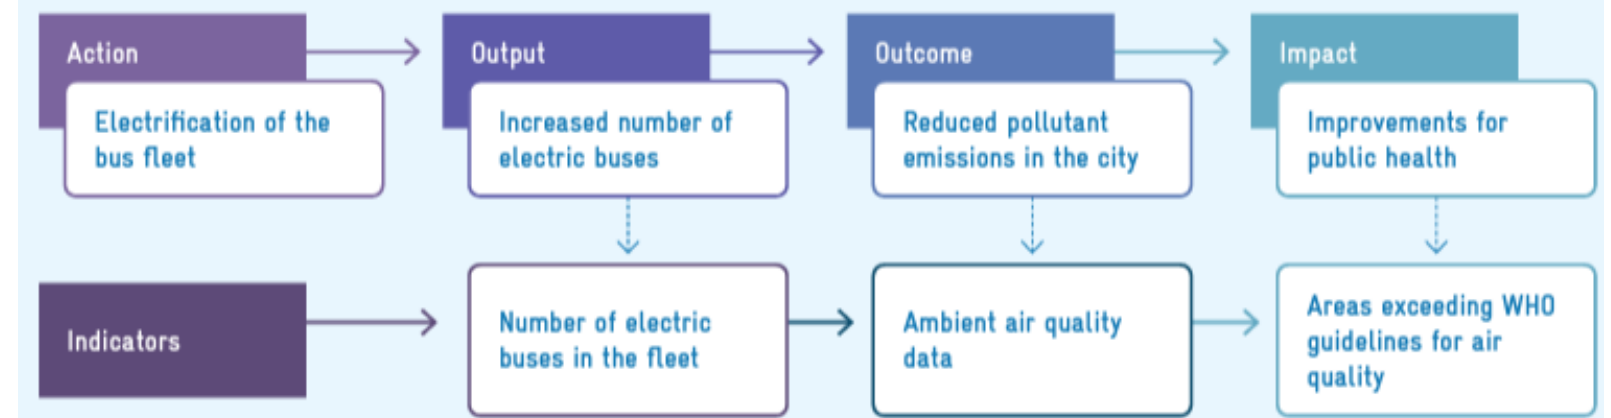 Action
Output
Outcome
Impact
Electrification of the
bus fleet
Increased number of
electric buses
Reduced pollutant
emissions in the city
Improvements for
public health
Indicators
Number of electric
buses in the fleet
Ambient air quality
data
Areas exceeding WHO
guidelines for air
quality